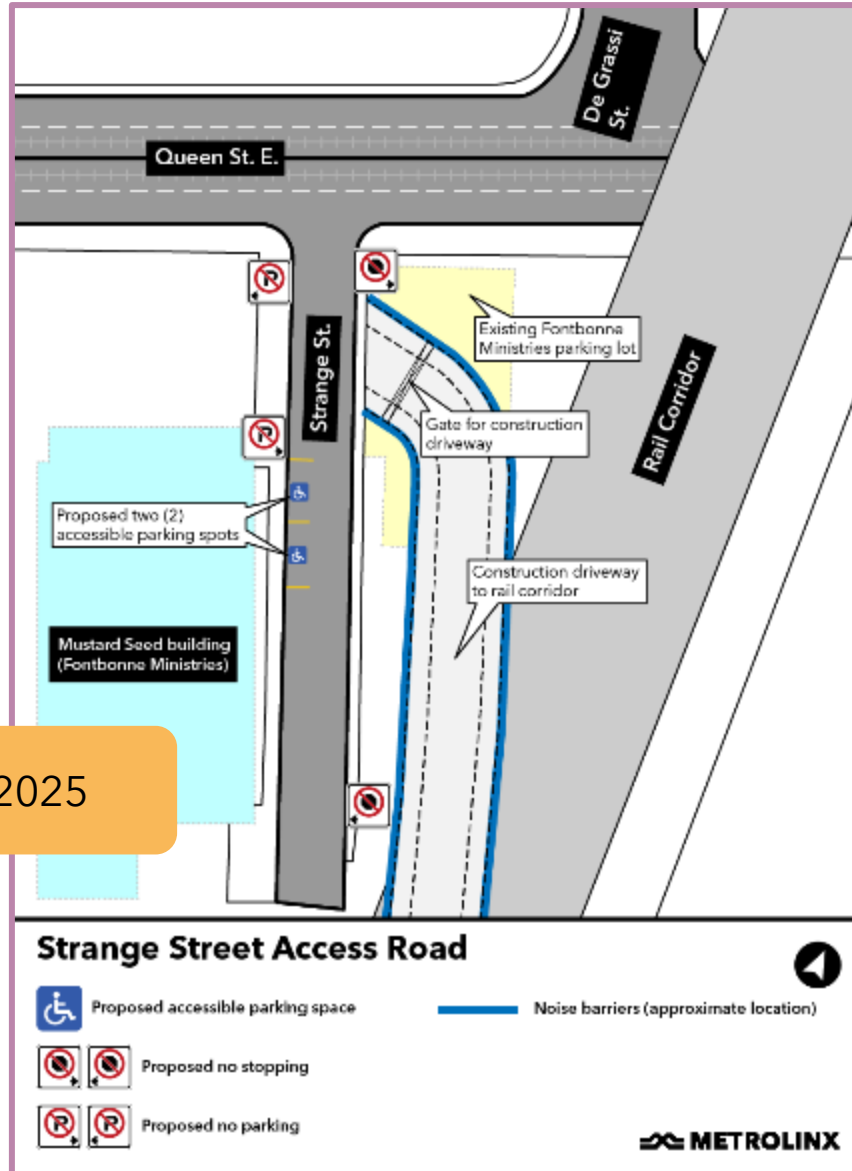 De Grassi
St.
Queen St. E.
Existing Fontbonne
Ministries parking lot
Strange St.
Rail Corridor
Gate for construction
driveway
Proposed two (2)
accessible parking spots
Construction driveway
to rail corridor
Mustard Seed building
(Fontbonne Ministries)
2025
Strange Street Access Road
Proposed accessible parking space
Noise barriers (approximate location)
Proposed no stopping
Proposed no parking
METROLINX